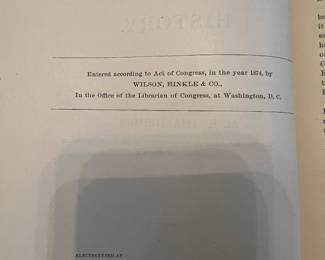 HISTORY.
Entered according to Act of Congress, in the year 1874, by
WILSON, HINKLE & CO.,
In the Office of the Librarian of Congress, at Washington, D. C.
ELECTROTYPED AT